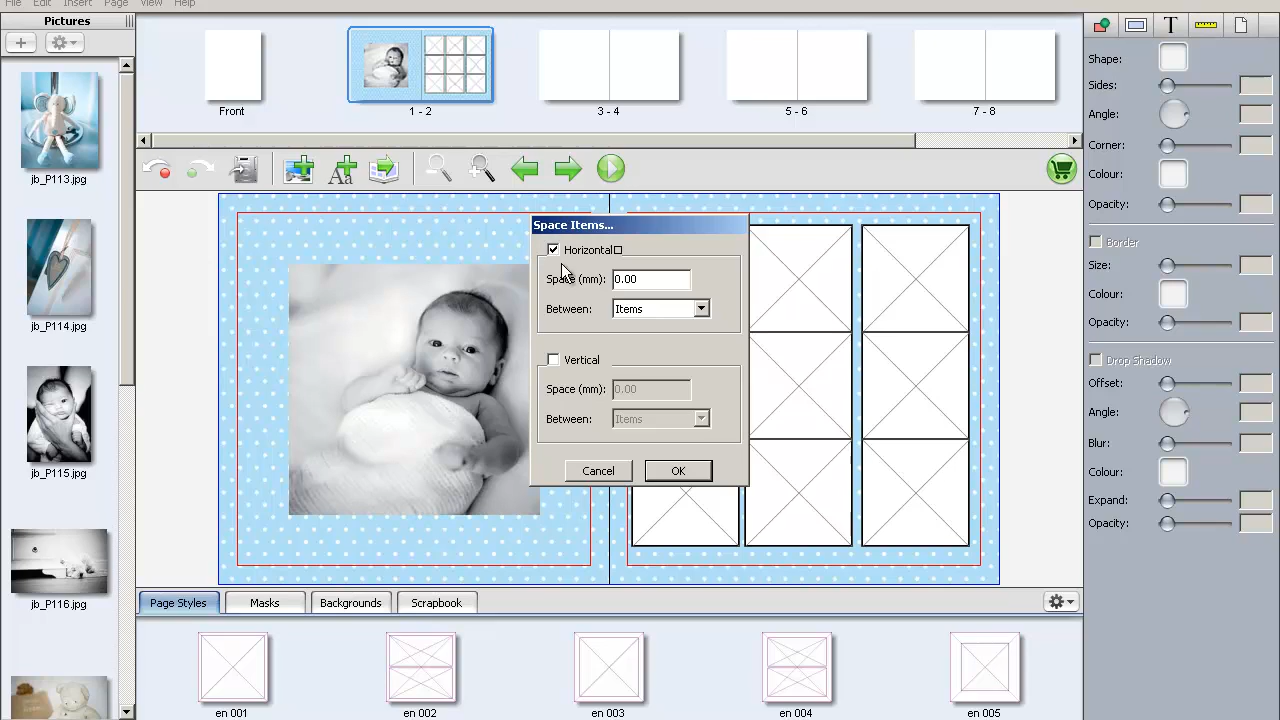 File Edit Insert Page View Help
Pictures
jb_P113.jpg
jb_P114.jpg
jb_P115.jpg
jb_P116.jpg
Front
1 - 2
3 - 4
5 - 6
7 - 8
Aa
Space Items...
Horizontal
Space (mm): 0.00
Between: Items
Vertical
Space (mm): 0.00
Between: Items
Cancel OK
Page Styles Masks Backgrounds Scrapbook
en 001
en 002
en 003
en 004
en 005
T
Shape:
Sides:
Angle:
Corner:
Colour:
Opacity:
Border
Size:
Colour:
Opacity:
Drop Shadow
Offset:
Angle:
Blur:
Colour:
Expand:
Opacity: